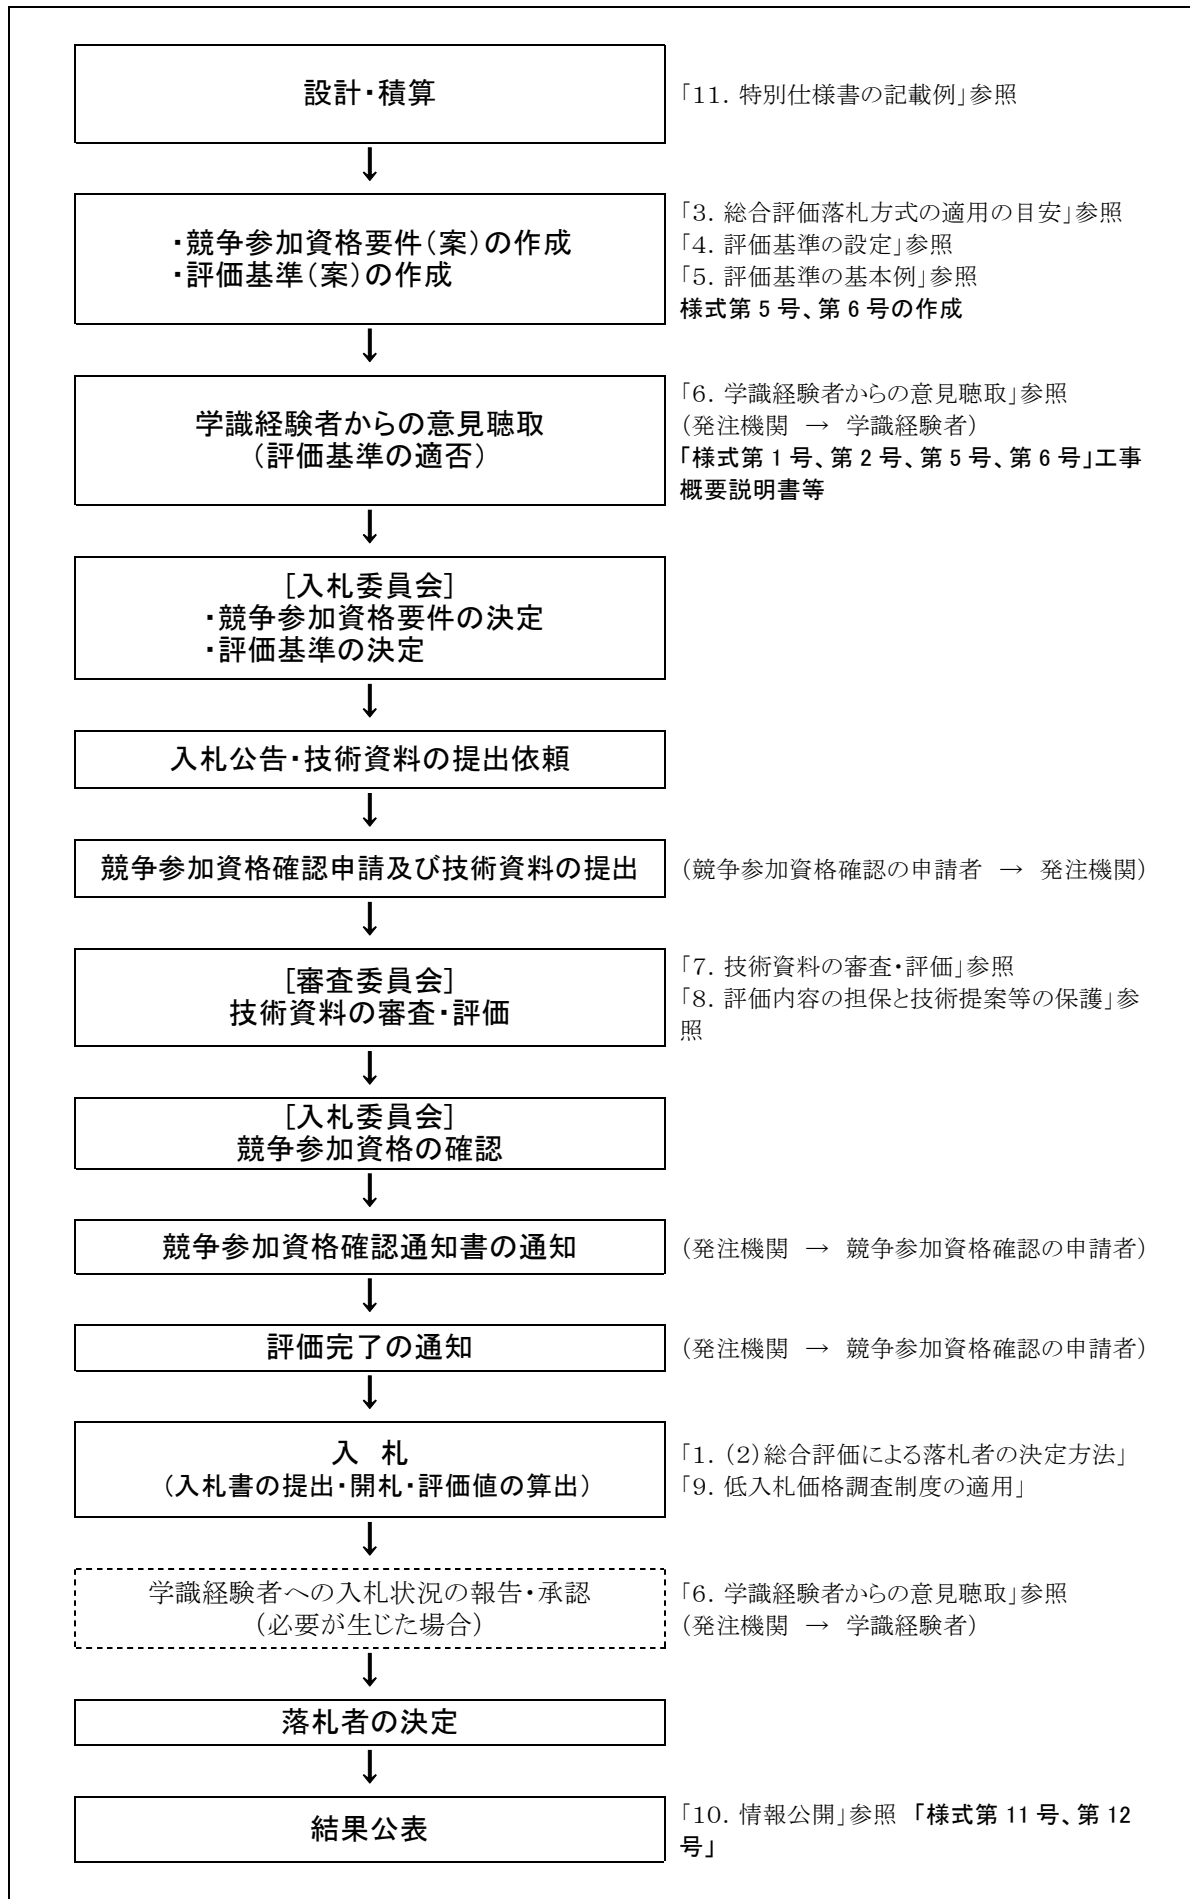 設計・積算
「11. 特別仕様書の記載例」参照
・競争参加資格要件（案）の作成
・評価基準（案）の作成
「3. 総合評価落札方式の適用の目安」参照
「4. 評価基準の設定」参照
「5. 評価基準の基本例」参照
様式第 5 号、第 6 号の作成
学識経験者からの意見聴取
（評価基準の適否）
「6. 学識経験者からの意見聴取」参照
（発注機関 → 学識経験者）
「様式第 1 号、第 2 号、第 5 号、第 6 号」工事
概要説明書等
［入札委員会］
・競争参加資格要件の決定
・評価基準の決定
入札公告・技術資料の提出依頼
競争参加資格確認申請及び技術資料の提出
（競争参加資格確認の申請者 → 発注機関）
［審査委員会］
技術資料の審査・評価
「7. 技術資料の審査・評価」参照
「8. 評価内容の担保と技術提案等の保護」参
照
［入札委員会］
競争参加資格の確認
競争参加資格確認通知書の通知
（発注機関 → 競争参加資格確認の申請者）
評価完了の通知
（発注機関 → 競争参加資格確認の申請者）
入 札
（入札書の提出・開札・評価値の算出）
「1.（2）総合評価による落札者の決定方法」
「9. 低入札価格調査制度の適用」
学識経験者への入札状況の報告・承認
（必要が生じた場合）
「6. 学識経験者からの意見聴取」参照
（発注機関 → 学識経験者）
落札者の決定
結果公表
「10. 情報公開」参照 「様式第 11 号、第 12
号」